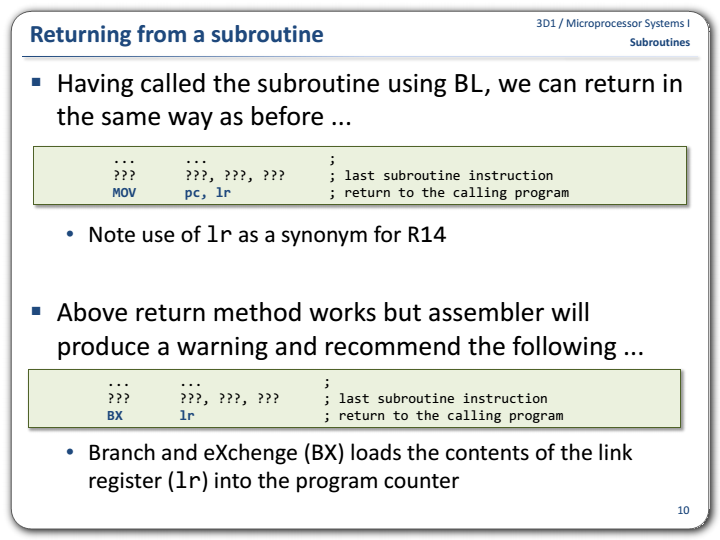 Returning from a subroutine
3D1 / Microprocessor Systems I
Subroutines
▪ Having called the subroutine using BL, we can return in
the same way as before ...
... ... ;
??? ???, ???, ??? ; last subroutine instruction
MOV pc, lr ; return to the calling program
• Note use of lr as a synonym for R14
▪ Above return method works but assembler will
produce a warning and recommend the following ...
... ... ;
??? ???, ???, ??? ; last subroutine instruction
BX lr ; return to the calling program
• Branch and eXchenge (BX) loads the contents of the link
register (lr) into the program counter
10